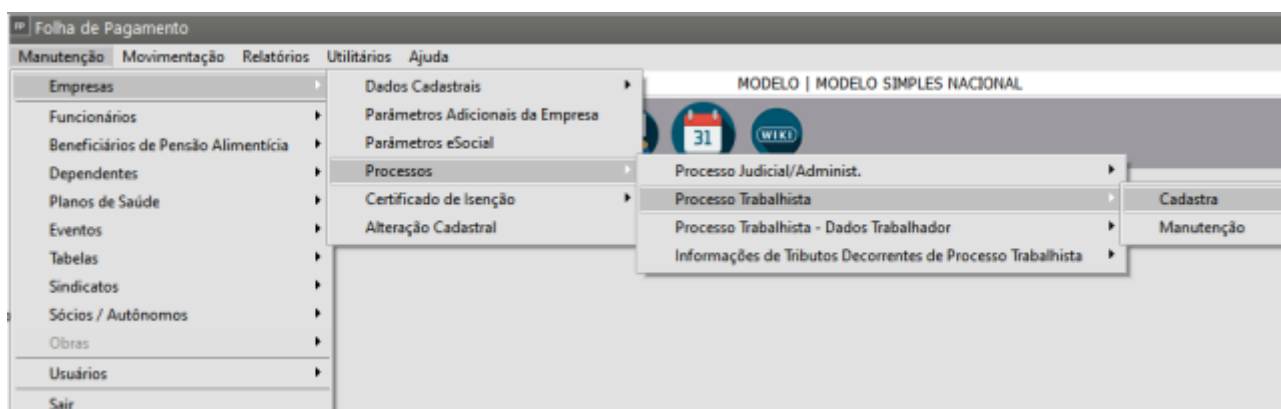 FP Folha de Pagamento
Manutenção Movimentação Relatórios Utilitários Ajuda
MODELO | MODELO SIMPLES NACIONAL
31 WIKI
Empresas
Funcionários
Beneficiários de Pensão Alimentícia
Dependentes
Planos de Saúde
Eventos
Tabelas
Sindicatos
Sócios / Autônomos
Obras
Usuários
Sair
Dados Cadastrais
Parâmetros Adicionais da Empresa
Parâmetros eSocial
Processos
Certificado de Isenção
Alteração Cadastral
Processo Judicial/Administ.
Processo Trabalhista
Processo Trabalhista - Dados Trabalhador
Informações de Tributos Decorrentes de Processo Trabalhista
Cadastra
Manutenção